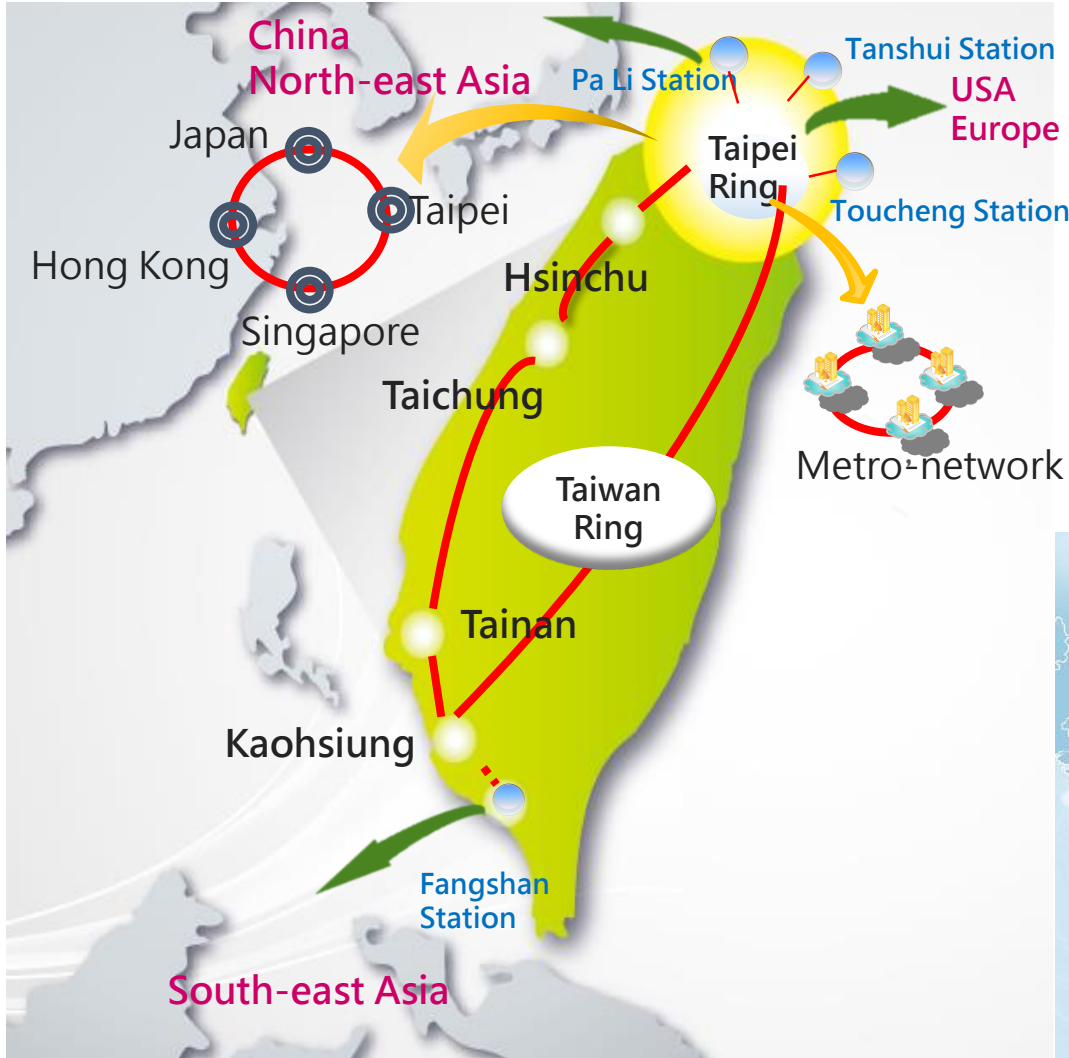 China
North-east Asia
Tanshui Station
Pa Li Station
USA
Europe
Japan
Taipei
Ring
Taipei
Toucheng Station
Hong Kong
Hsinchu
Singapore
Taichung
Metro-network
Taiwan
Ring
Tainan
Kaohsiung
Fangshan
Station
South-east Asia